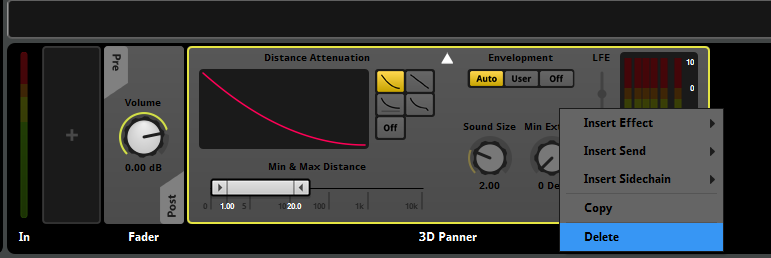 Distance Attenuation
Envelopment
LFE
Pre
Volume
0.00 dB
Post
Off
Auto User Off
10
0
Sound Size
2.00
Min Ext
0 De
Min & Max Distance
0 1.00 5 10 20.0 100 1k 10k
Insert Effect
Insert Send
Insert Sidechain
Copy
Delete
In
Fader
3D Panner